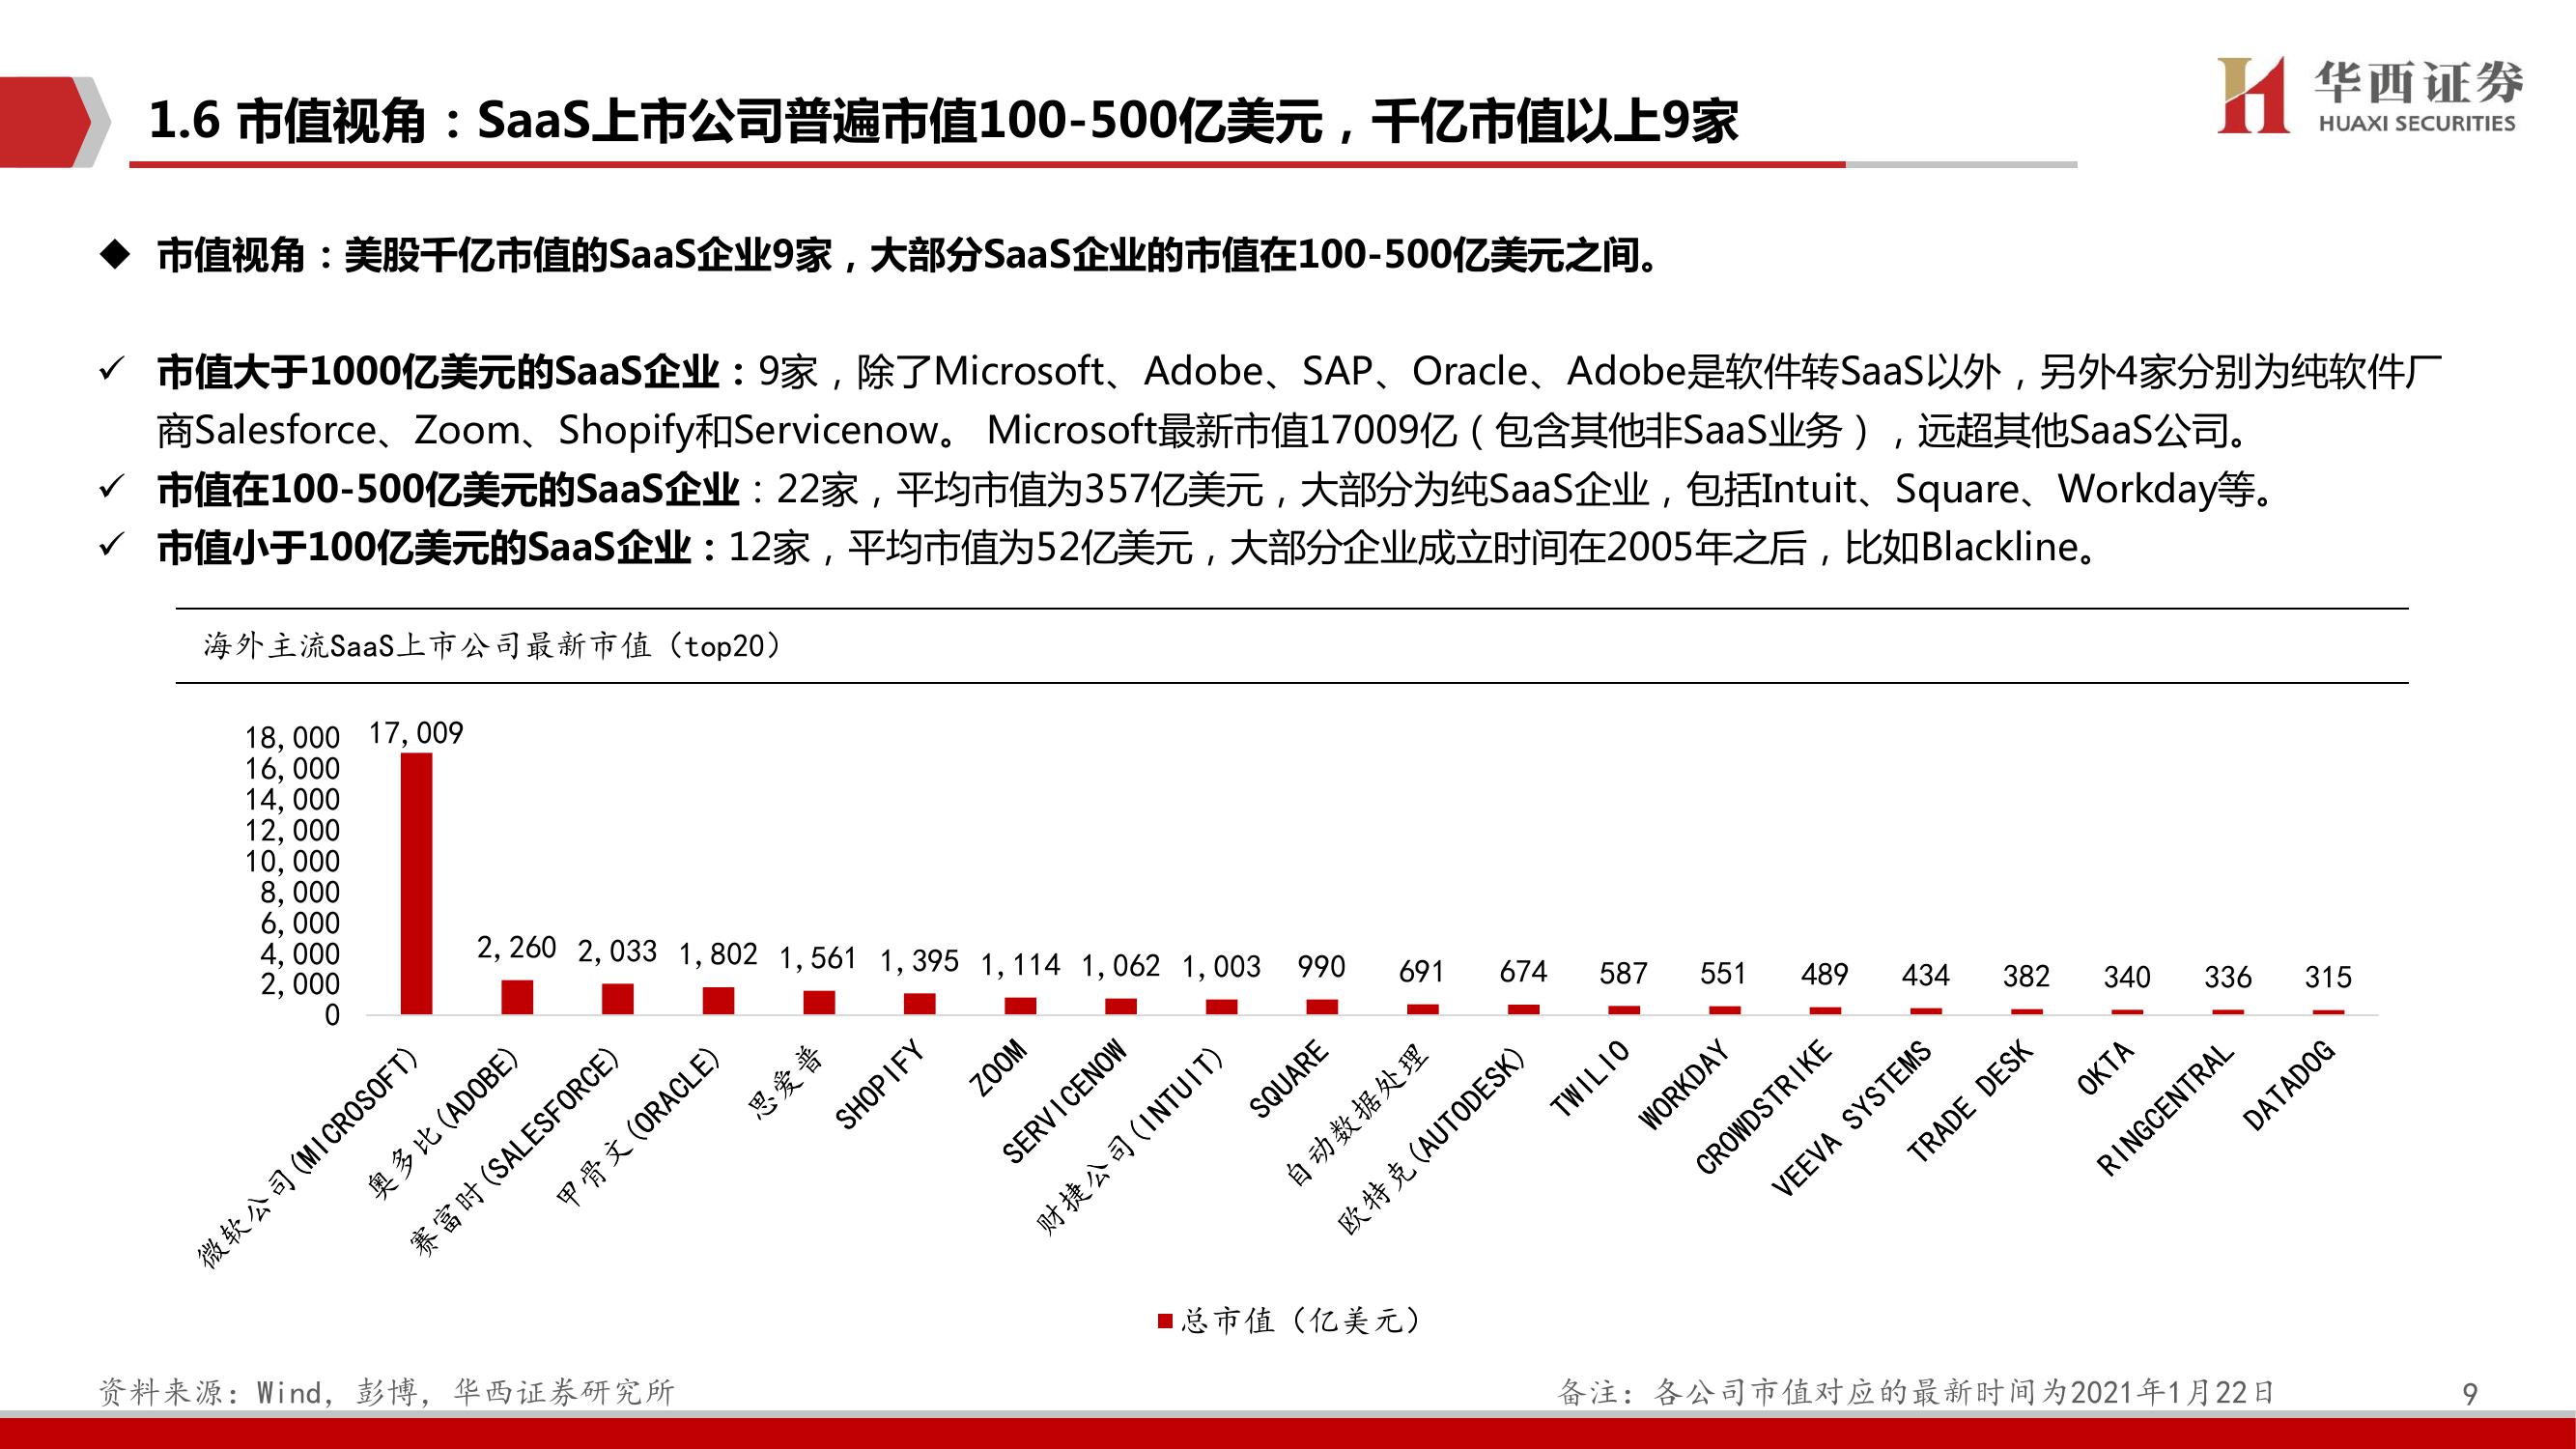 华西证券
HUAXI SECURITIES
1.6 市值视角：SaaS上市公司普遍市值100-500亿美元，千亿市值以上9家
◆ 市值视角：美股千亿市值的SaaS企业9家，大部分SaaS企业的市值在100-500亿美元之间。
✓ 市值大于1000亿美元的SaaS企业：9家，除了Microsoft、Adobe、SAP、Oracle、Adobe是软件转SaaS以外，另外4家分别为纯软件厂
商Salesforce、Zoom、Shopify和Servicenow。 Microsoft最新市值17009亿（包含其他非SaaS业务），远超其他SaaS公司。
✓ 市值在100-500亿美元的SaaS企业：22家，平均市值为357亿美元，大部分为纯SaaS企业，包括Intuit、Square、Workday等。
✓ 市值小于100亿美元的SaaS企业：12家，平均市值为52亿美元，大部分企业成立时间在2005年之后，比如Blackline。
海外主流SaaS上市公司最新市值（top20）
18,000
16,000
14,000
12,000
10,000
8,000
6,000
4,000
2,000
0
17,009 2,260 2,033 1,802 1,561 1,395 1,114 1,062 1,003 990 691 674 587 551 489 434 382 340 336 315
微软公司(MICROSOFT)
奥多比(ADOBE)
赛富时(SALESFORCE)
甲骨文(ORACLE)
思爱普
SHOPIFY
ZOOM
SERVICENOW
财捷公司(INTUIT)
SQUARE
自动数据处理
欧特克(AUTODESK)
TWILIO
WORKDAY
CROWDSTRIKE
VEEVA SYSTEMS
TRADE DESK
OKTA
RINGCENTRAL
DATADOG
总市值（亿美元）
资料来源：Wind，彭博，华西证券研究所
备注：各公司市值对应的最新时间为2021年1月22日
9